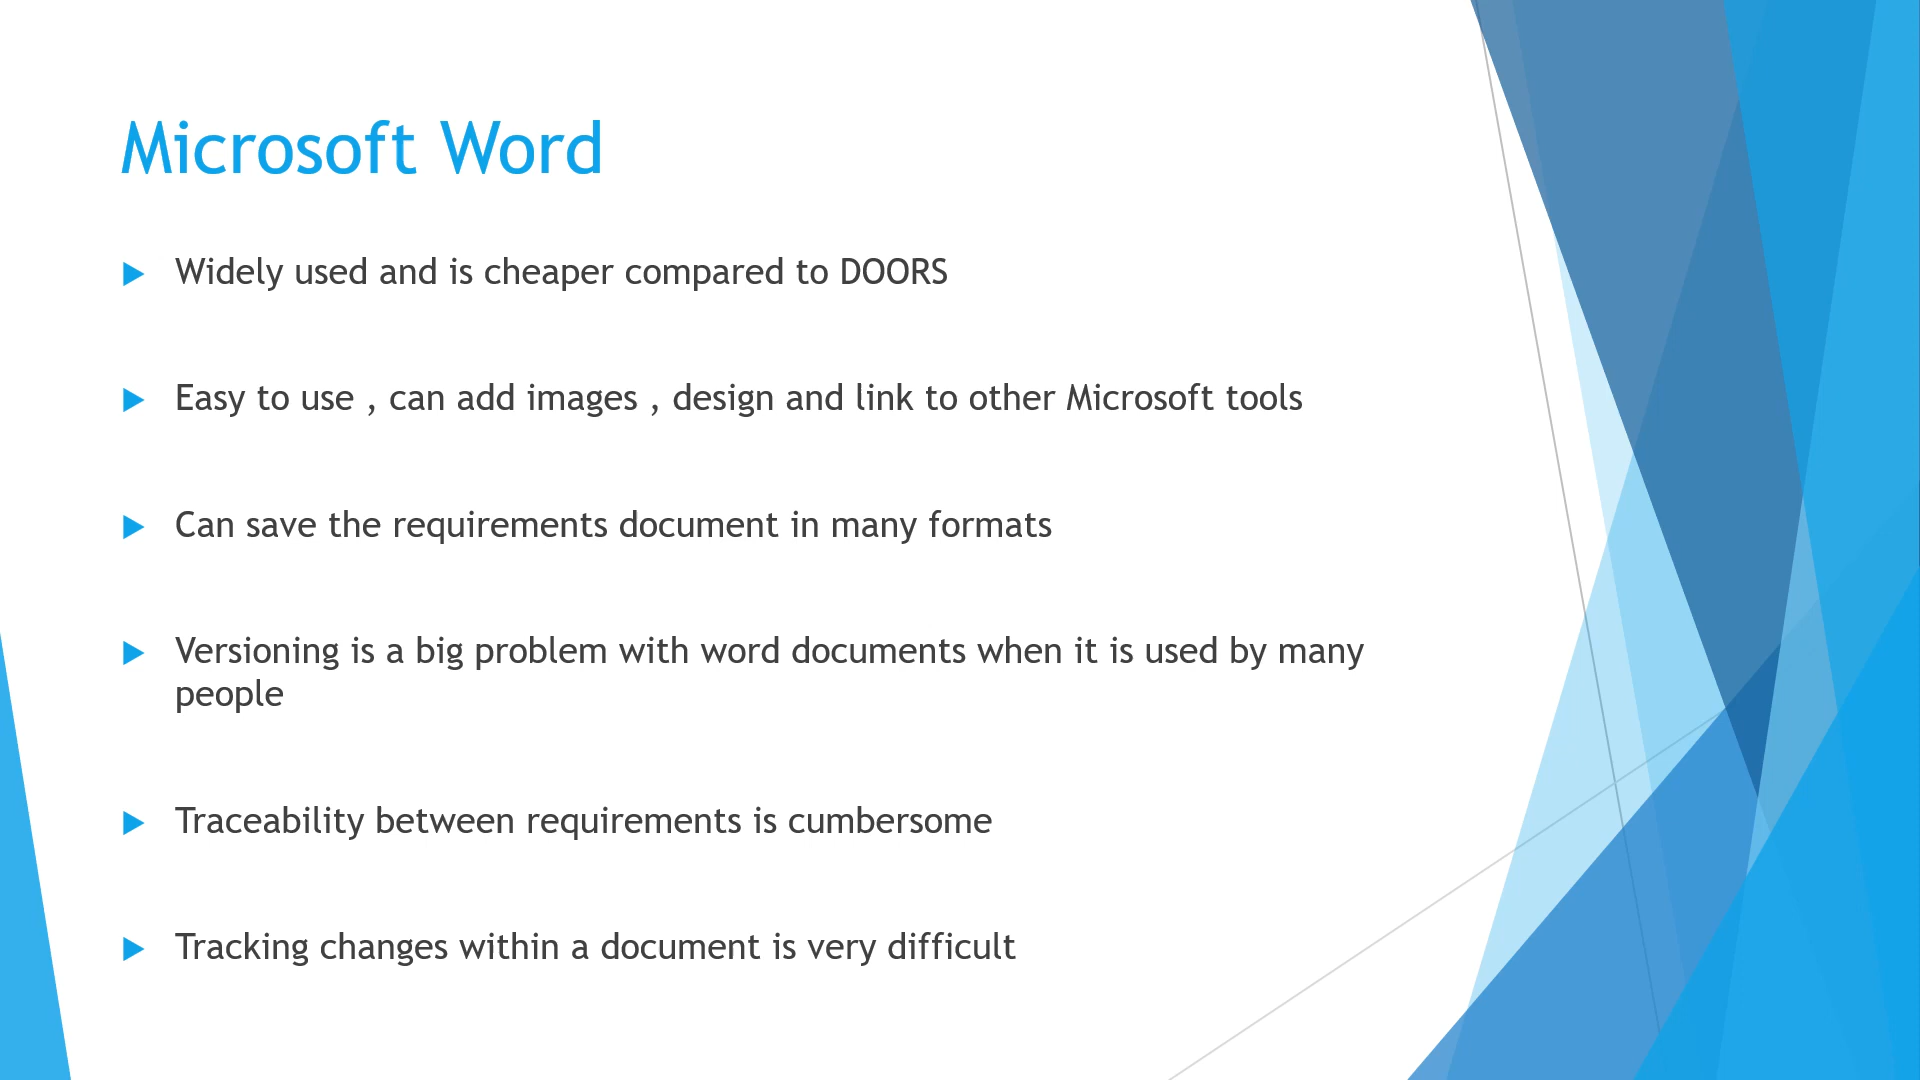 Microsoft Word
Widely used and is cheaper compared to DOORS
Easy to use , can add images , design and link to other Microsoft tools
Can save the requirements document in many formats
Versioning is a big problem with word documents when it is used by many
people
Traceability between requirements is cumbersome
Tracking changes within a document is very difficult